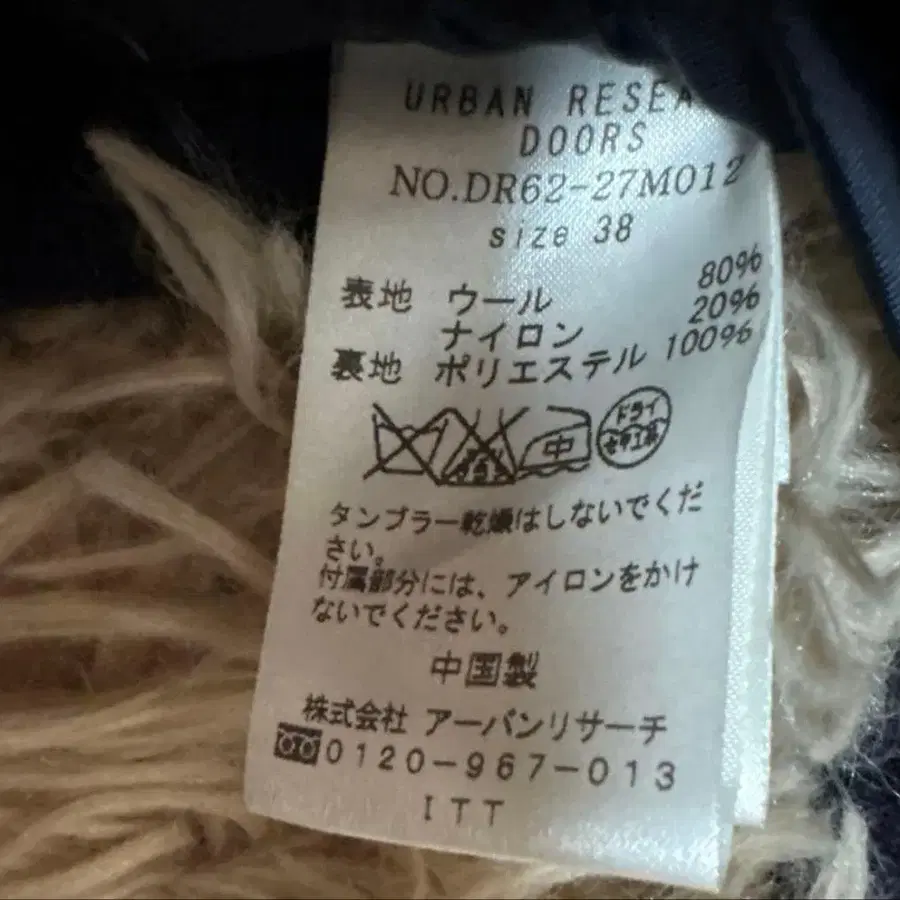 URBAN RESEA
DOORS
NO.DR62-27M012
size 38
表地 ウール 80%
ナイロン 20%
裏地 ポリエステル 100%
中
ドライ
セキユ系
タンブラー乾燥はしないでくだ
さい。
付属部分には、アイロンをかけ
ないでください。
中国製
株式会社 アーバンリサーチ
0120-967-013
ITT